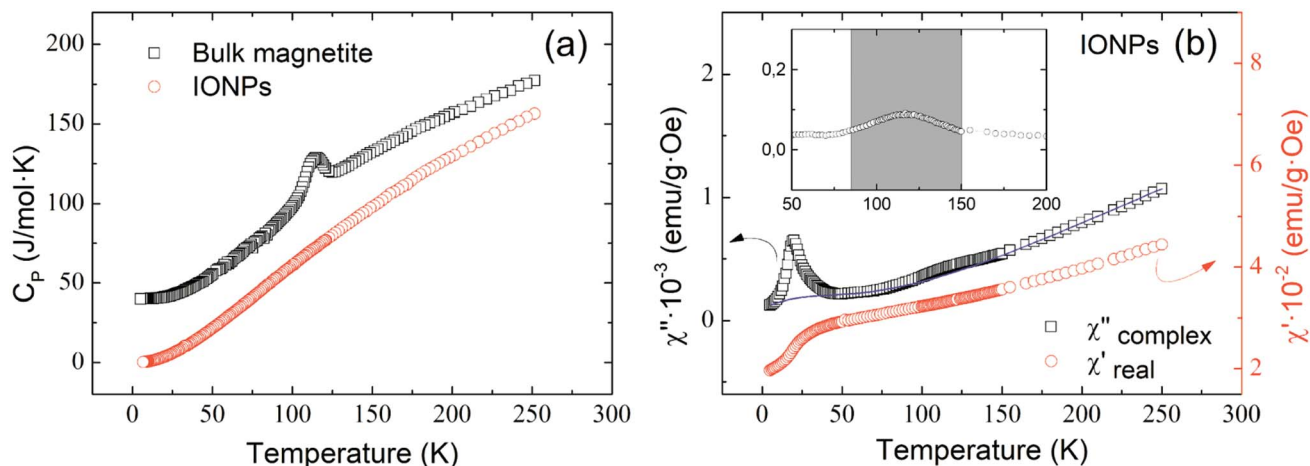 (a)
Bulk magnetite
IONPs
200
150
100
50
0
C_P (J/mol·K)
0 50 100 150 200 250 300
Temperature (K)
IONPs (b)
0,2
0,0
50 100 150 200
2
1
0
χ''·10⁻³ (emu/g·Oe)
χ'' complex
χ' real
8
6
4
2
χ'·10⁻² (emu/g·Oe)
0 50 100 150 200 250 300
Temperature (K)